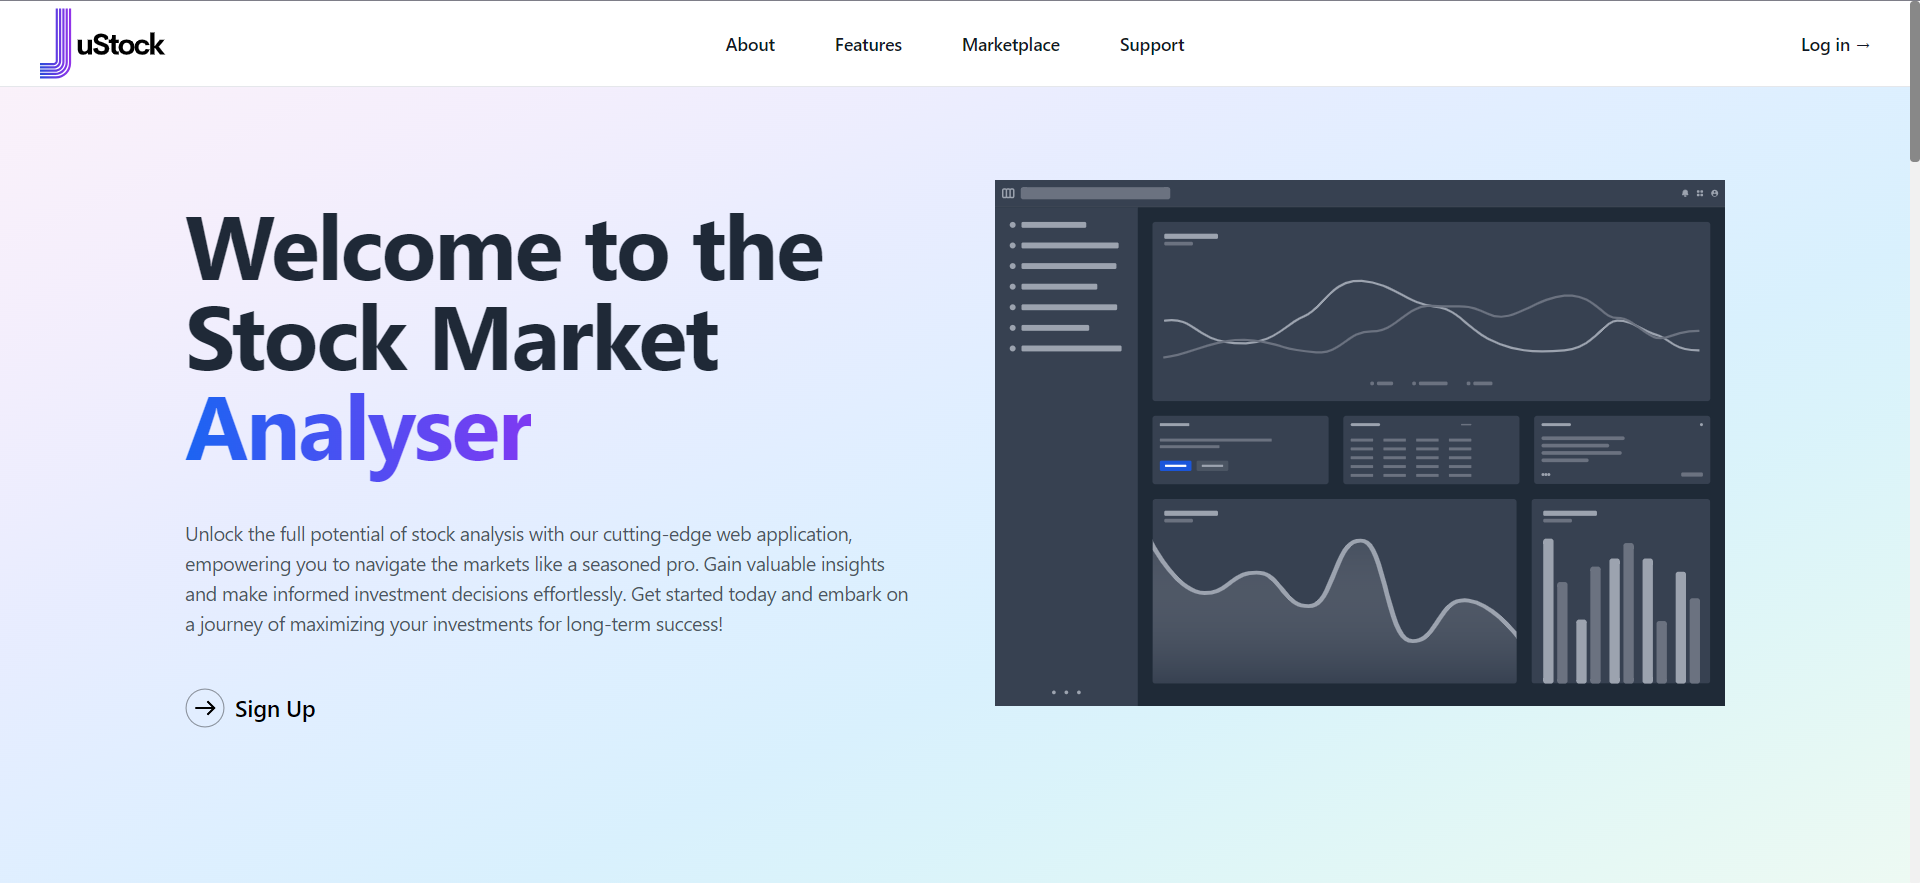 JuStock
About
Features
Marketplace
Support
Log in →
Welcome to the
Stock Market
Analyser
Unlock the full potential of stock analysis with our cutting-edge web application,
empowering you to navigate the markets like a seasoned pro. Gain valuable insights
and make informed investment decisions effortlessly. Get started today and embark on
a journey of maximizing your investments for long-term success!
Sign Up